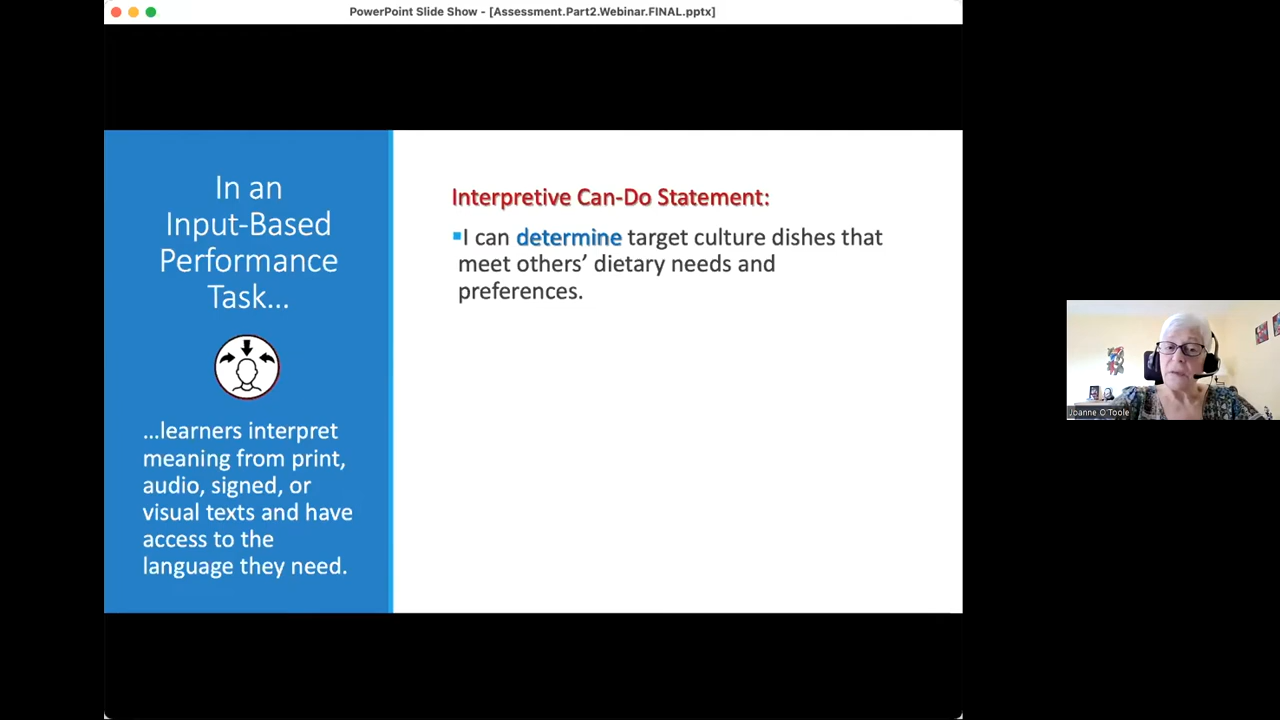 PowerPoint Slide Show - [Assessment.Part2.Webinar.FINAL.pptx]
In an
Input-Based
Performance
Task...
...learners interpret
meaning from print,
audio, signed, or
visual texts and have
access to the
language they need.
Interpretive Can-Do Statement:
▪I can determine target culture dishes that
meet others’ dietary needs and
preferences.
Joanne O'Toole